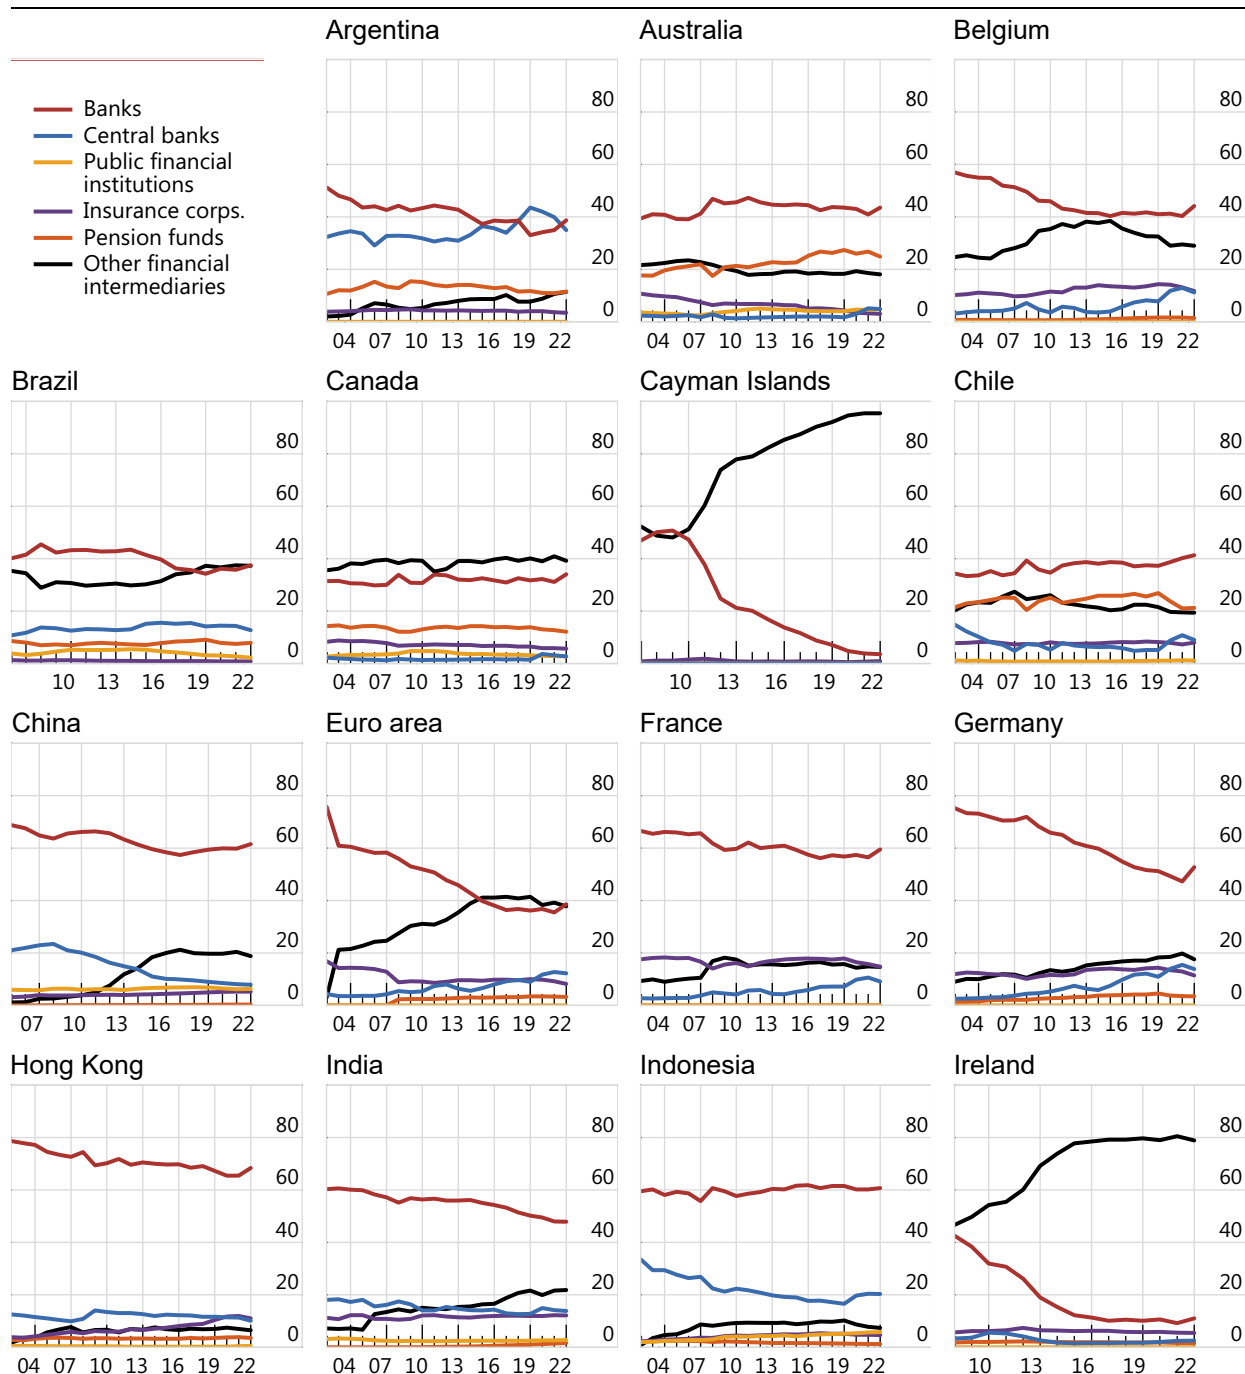 Argentina
Australia
Belgium
Banks
Central banks
Public financial
institutions
Insurance corps.
Pension funds
Other financial
intermediaries
80
60
40
20
0
04 07 10 13 16 19 22
80
60
40
20
0
04 07 10 13 16 19 22
80
60
40
20
0
04 07 10 13 16 19 22
Brazil
Canada
Cayman Islands
Chile
80
60
40
20
0
10 13 16 19 22
80
60
40
20
0
04 07 10 13 16 19 22
80
60
40
20
0
10 13 16 19 22
80
60
40
20
0
04 07 10 13 16 19 22
China
Euro area
France
Germany
80
60
40
20
0
07 10 13 16 19 22
80
60
40
20
0
04 07 10 13 16 19 22
80
60
40
20
0
04 07 10 13 16 19 22
80
60
40
20
0
04 07 10 13 16 19 22
Hong Kong
India
Indonesia
Ireland
80
60
40
20
0
04 07 10 13 16 19 22
80
60
40
20
0
04 07 10 13 16 19 22
80
60
40
20
0
04 07 10 13 16 19 22
80
60
40
20
0
10 13 16 19 22